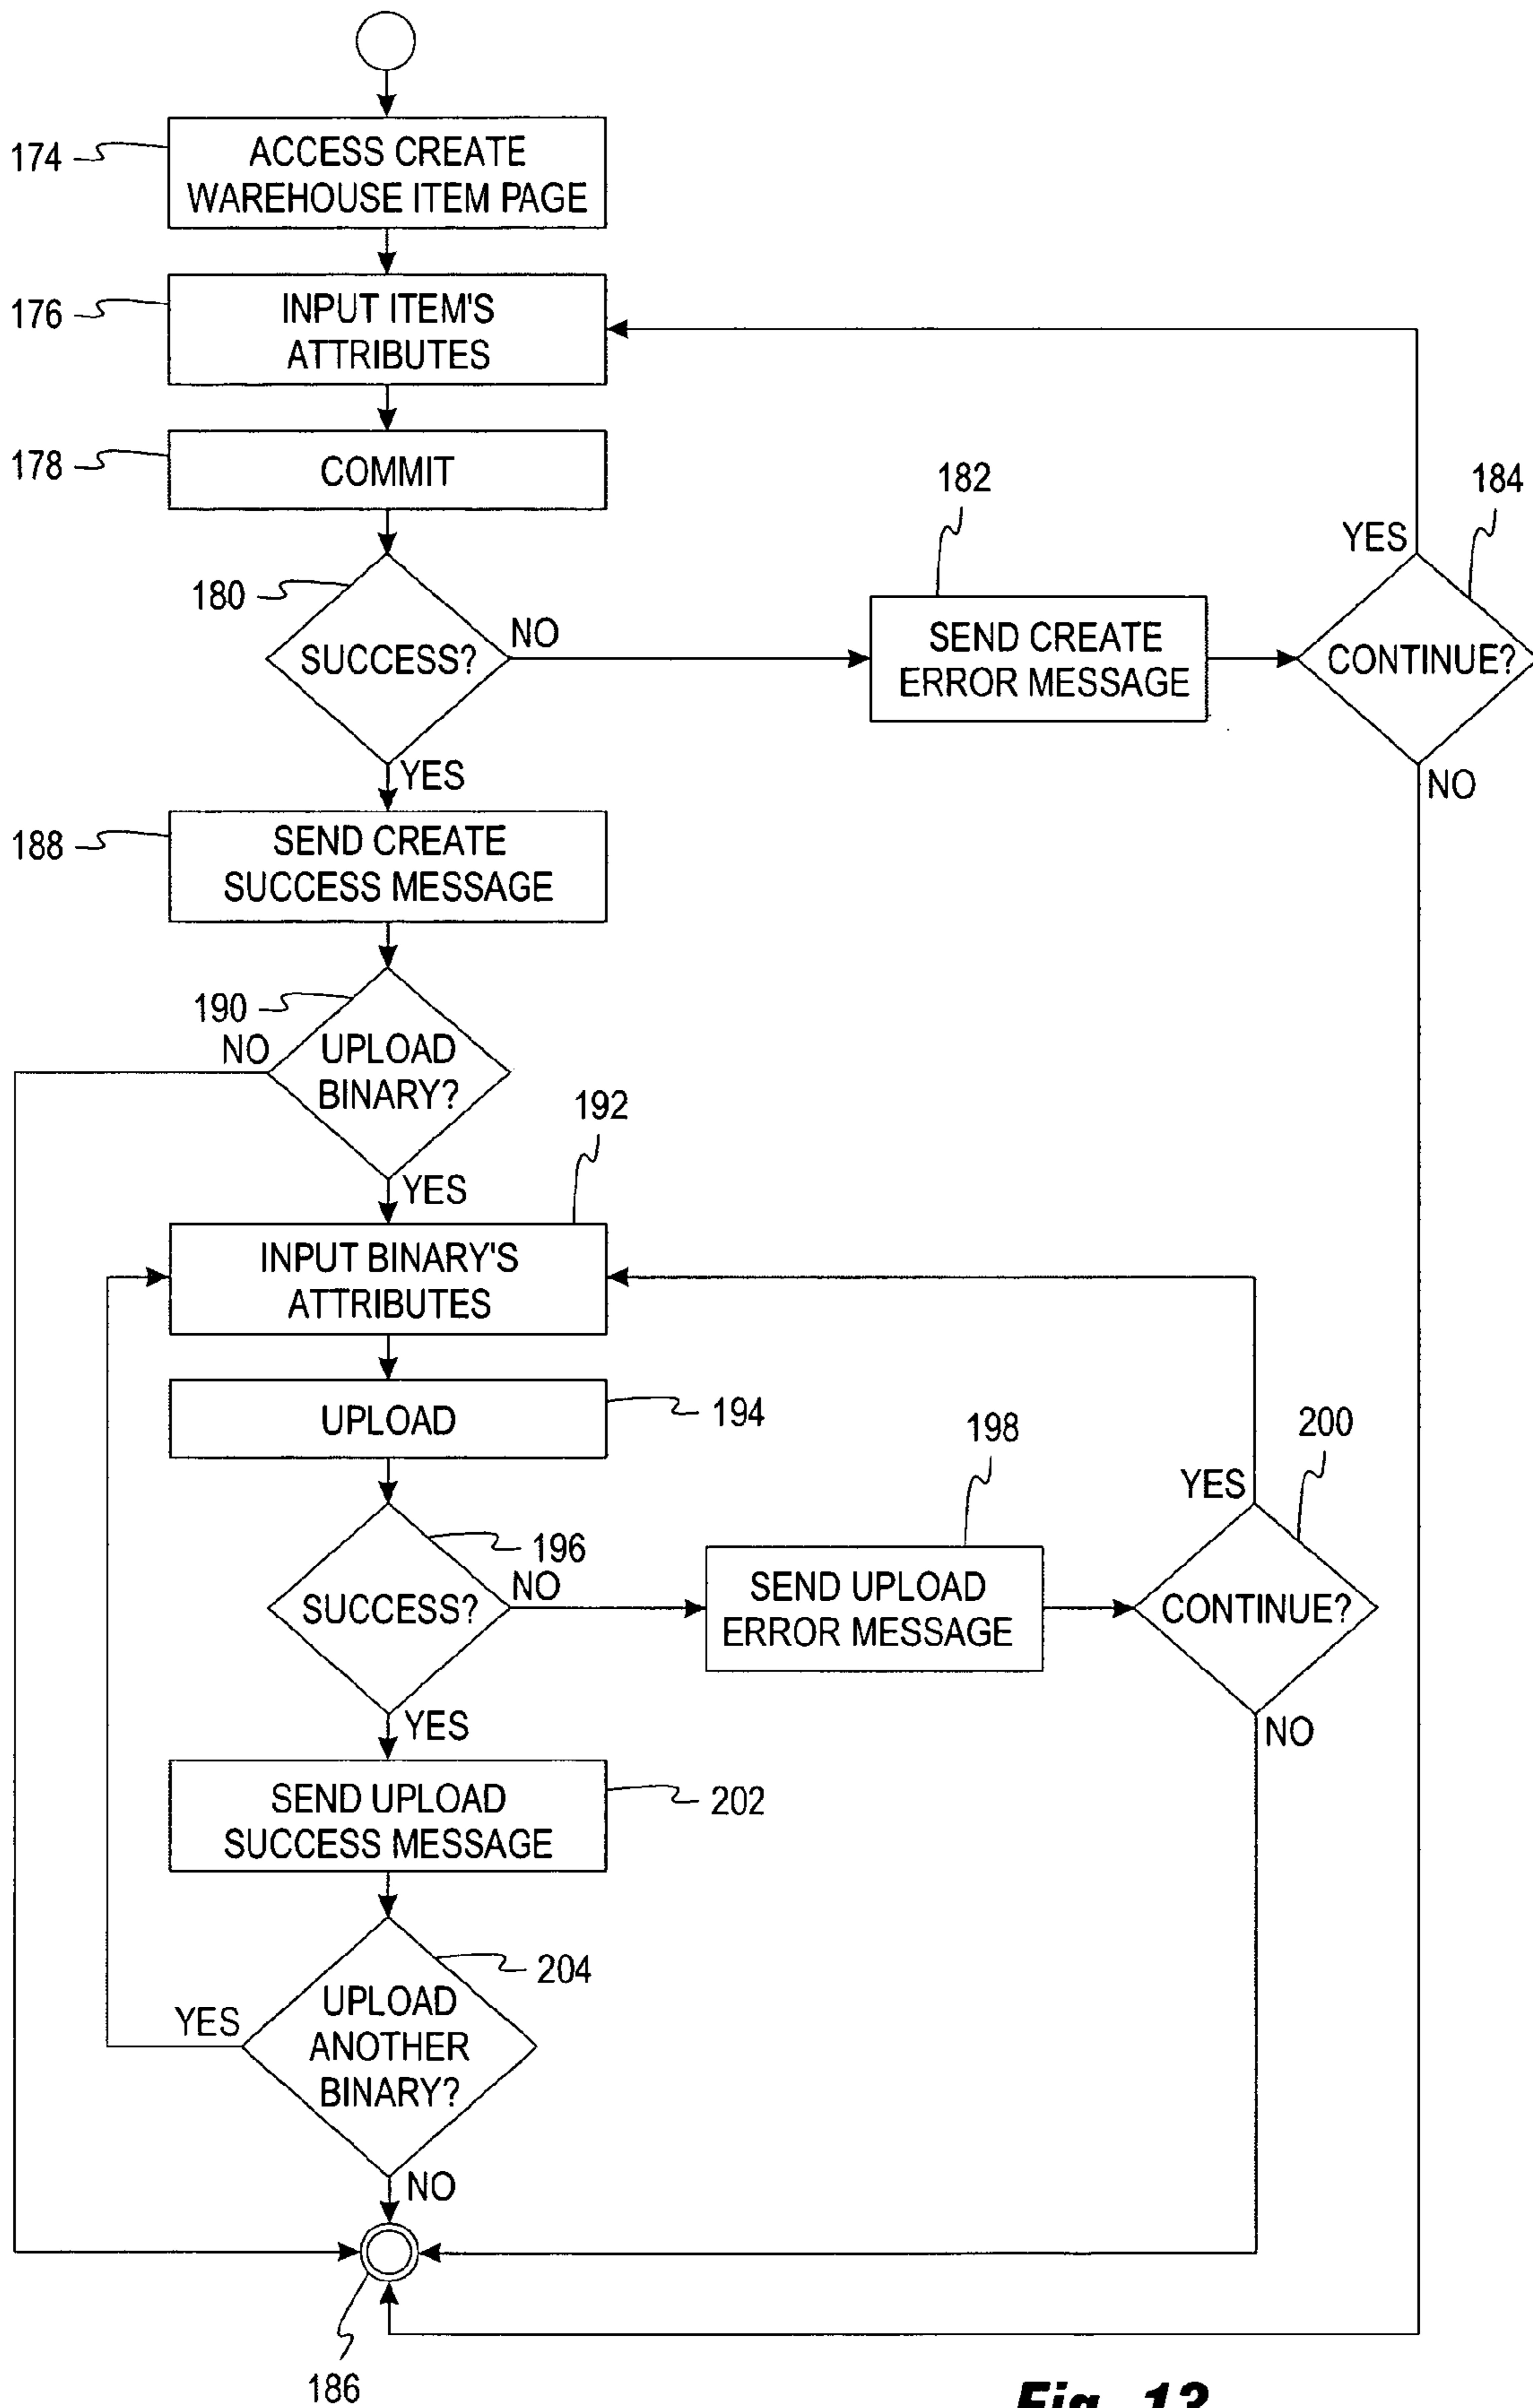 174
ACCESS CREATE
WAREHOUSE ITEM PAGE
176
INPUT ITEM'S
ATTRIBUTES
178
COMMIT
182
184
YES
180
SUCCESS?
NO
SEND CREATE
ERROR MESSAGE
CONTINUE?
YES
NO
188
SEND CREATE
SUCCESS MESSAGE
190
NO
UPLOAD
BINARY?
192
YES
INPUT BINARY'S
ATTRIBUTES
UPLOAD
194
198
200
YES
196
SUCCESS?
NO
SEND UPLOAD
ERROR MESSAGE
CONTINUE?
YES
NO
SEND UPLOAD
SUCCESS MESSAGE
202
204
YES
UPLOAD
ANOTHER
BINARY?
NO
186